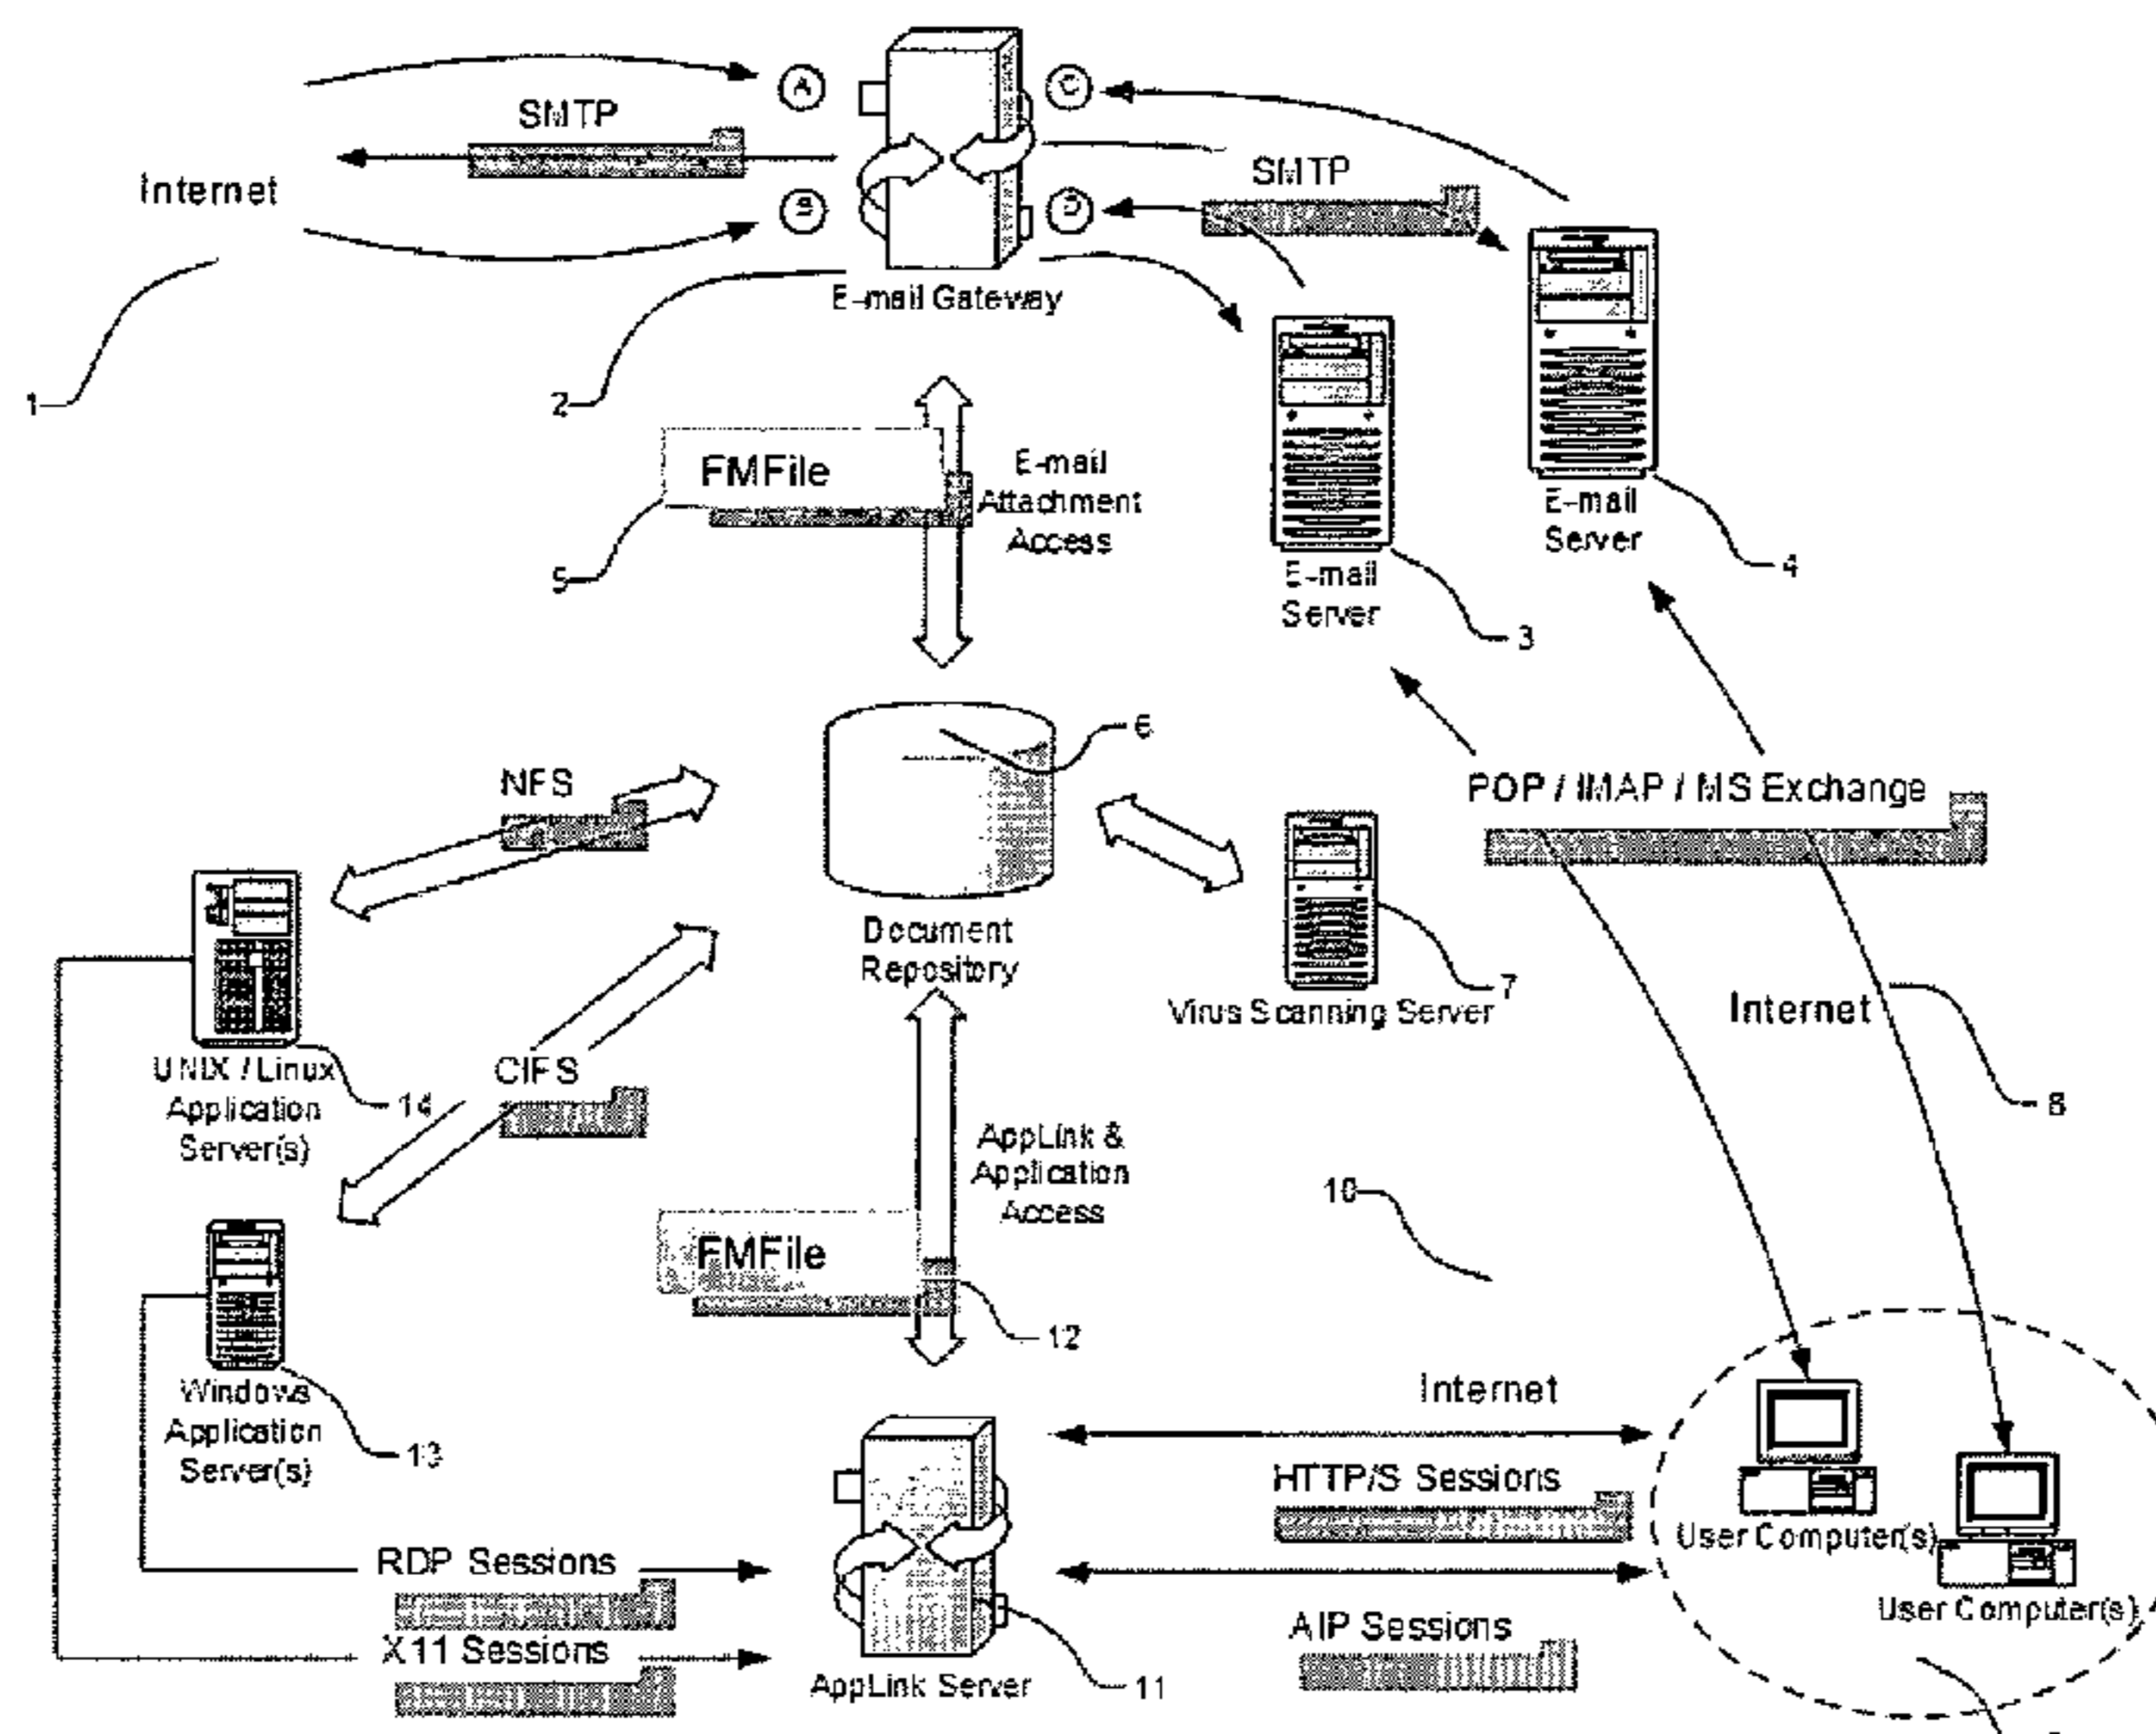 A
C
SMTP
Internet
B
D
SMTP
E-mail Gateway
1
2
FMFile
E-mail
Attachment
Access
5
E-mail
Server
4
E-mail
Server
3
6
NFS
POP / IMAP / MS Exchange
Document
Repository
7
Virus Scanning Server
Internet
8
UNIX / Linux
Application
Server(s)
14
CIFS
AppLink &
Application
Access
10
FMFile
12
Windows
Application
Server(s)
13
Internet
HTTP/S Sessions
User Computer(s)
User Computer(s)
RDP Sessions
X11 Sessions
AIP Sessions
AppLink Server
11